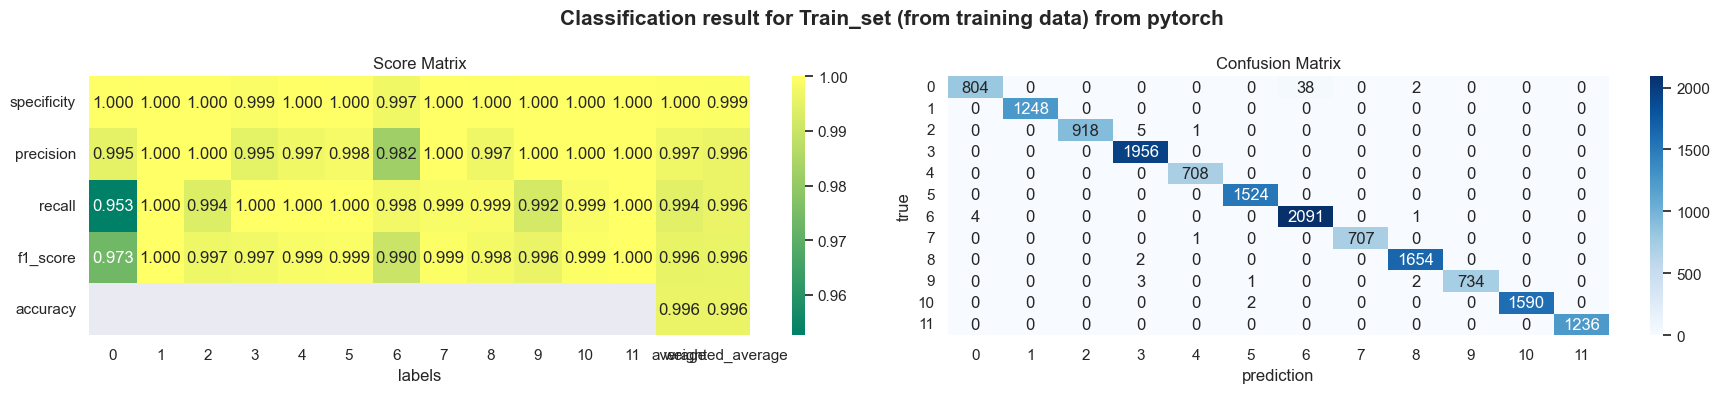 Classification result for Train_set (from training data) from pytorch
Score Matrix
specificity 1.000 1.000 1.000 0.999 1.000 1.000 0.997 1.000 1.000 1.000 1.000 1.000 1.000 0.999
precision 0.995 1.000 1.000 0.995 0.997 0.998 0.982 1.000 0.997 1.000 1.000 1.000 0.997 0.996
recall 0.953 1.000 0.994 1.000 1.000 1.000 0.998 0.999 0.999 0.992 0.999 1.000 0.994 0.996
f1_score 0.973 1.000 0.997 0.997 0.999 0.999 0.990 0.999 0.998 0.996 0.999 1.000 0.996 0.996
accuracy 0.996 0.996
0 1 2 3 4 5 6 7 8 9 10 11 average weighted_average
labels
1.00
0.99
0.98
0.97
0.96
Confusion Matrix
true
0 804 0 0 0 0 0 38 0 2 0 0 0
1 0 1248 0 0 0 0 0 0 0 0 0 0
2 0 0 918 5 1 0 0 0 0 0 0 0
3 0 0 0 1956 0 0 0 0 0 0 0 0
4 0 0 0 0 708 0 0 0 0 0 0 0
5 0 0 0 0 0 1524 0 0 0 0 0 0
6 4 0 0 0 0 0 2091 0 1 0 0 0
7 0 0 0 0 1 0 0 707 0 0 0 0
8 0 0 0 2 0 0 0 0 1654 0 0 0
9 0 0 0 3 0 1 0 0 2 734 0 0
10 0 0 0 0 0 2 0 0 0 0 1590 0
11 0 0 0 0 0 0 0 0 0 0 0 1236
0 1 2 3 4 5 6 7 8 9 10 11
prediction
2000
1500
1000
500
0